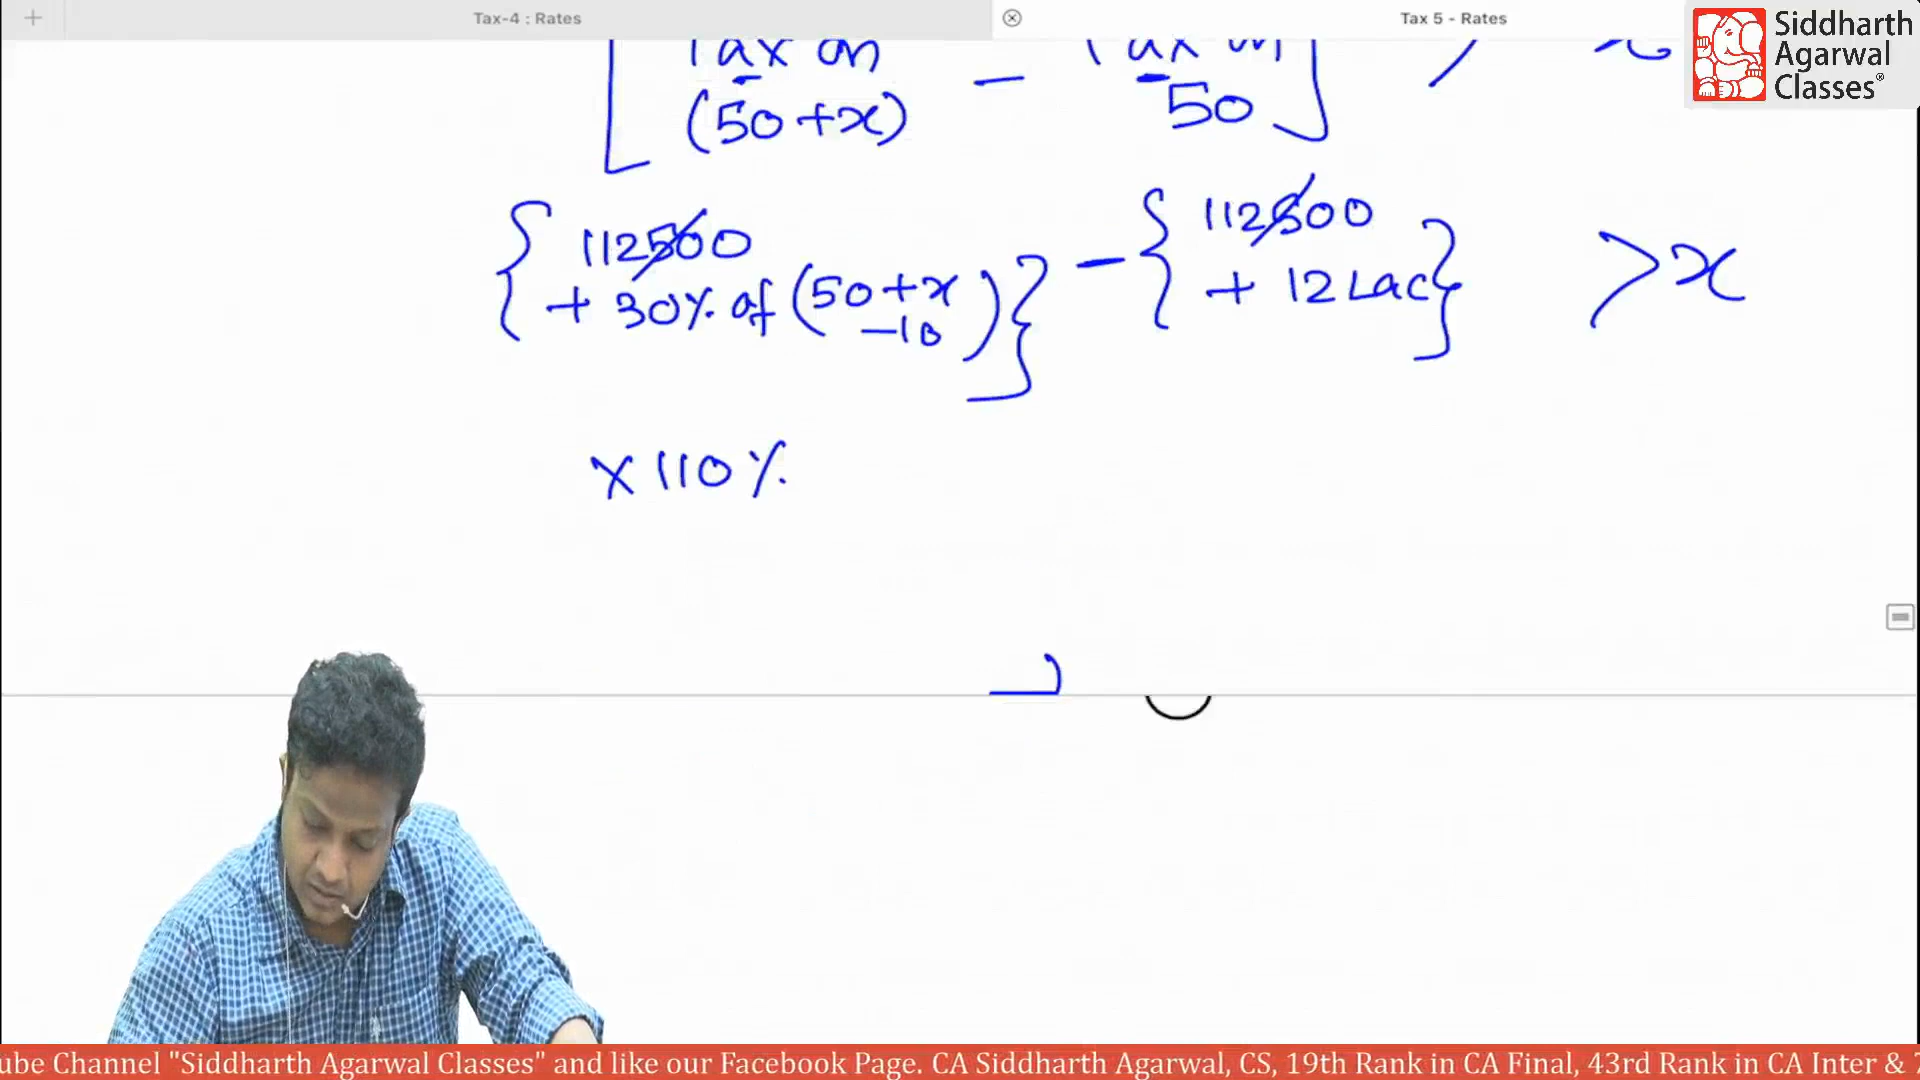 Tax-4 : Rates
Tax 5 - Rates
Siddharth
Agarwal
Classes®
Tax on
(50+x)
-
Tax on
50
> x
112500
+ 30% of (50+x
-10)
-
112500
+ 12 Lac
> x
x 110%
ube Channel "Siddharth Agarwal Classes" and like our Facebook Page. CA Siddharth Agarwal, CS, 19th Rank in CA Final, 43rd Rank in CA Inter &